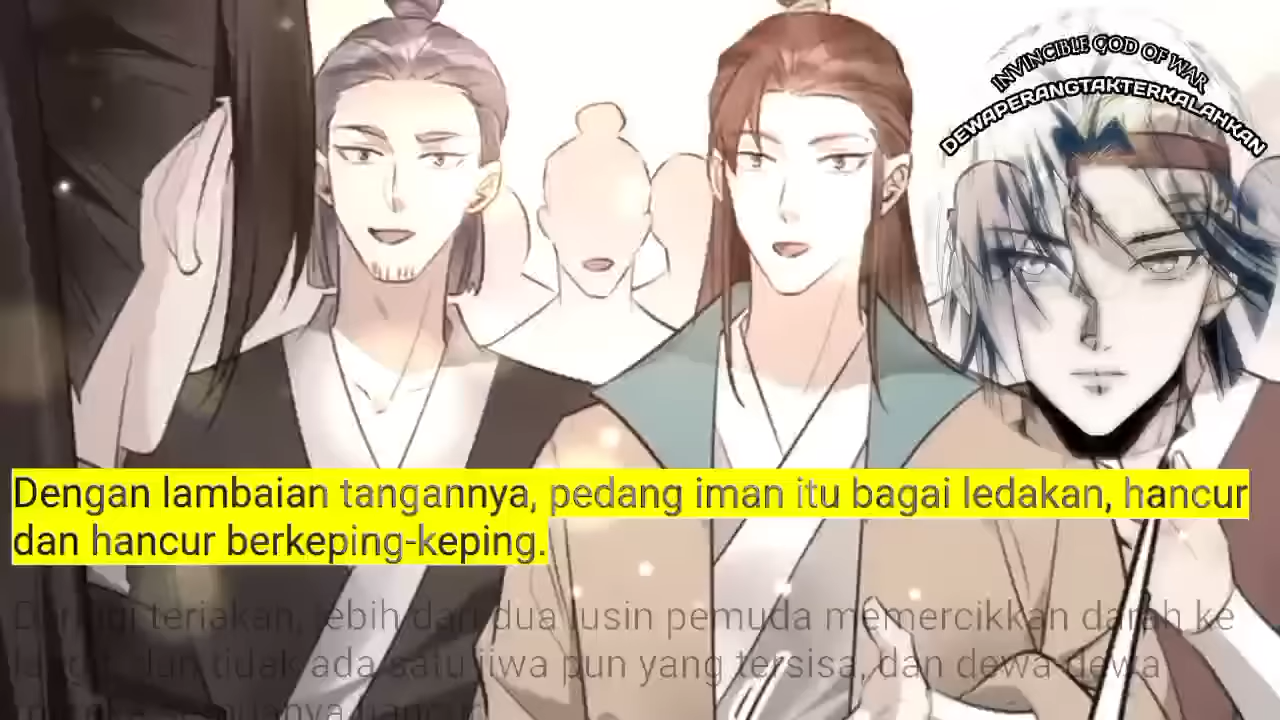 INVINCIBLE GOD OF WAR
DEWAPERANGTAKTERKALAHKAN
Dengan lambaian tangannya, pedang iman itu bagai ledakan, hancur
dan hancur berkeping-keping.
teriakan, lebih dari dua lusin pemuda memercikkan darah ke
dan tidak ada satu jiwa pun yang tersisa, dan dewa-dewa